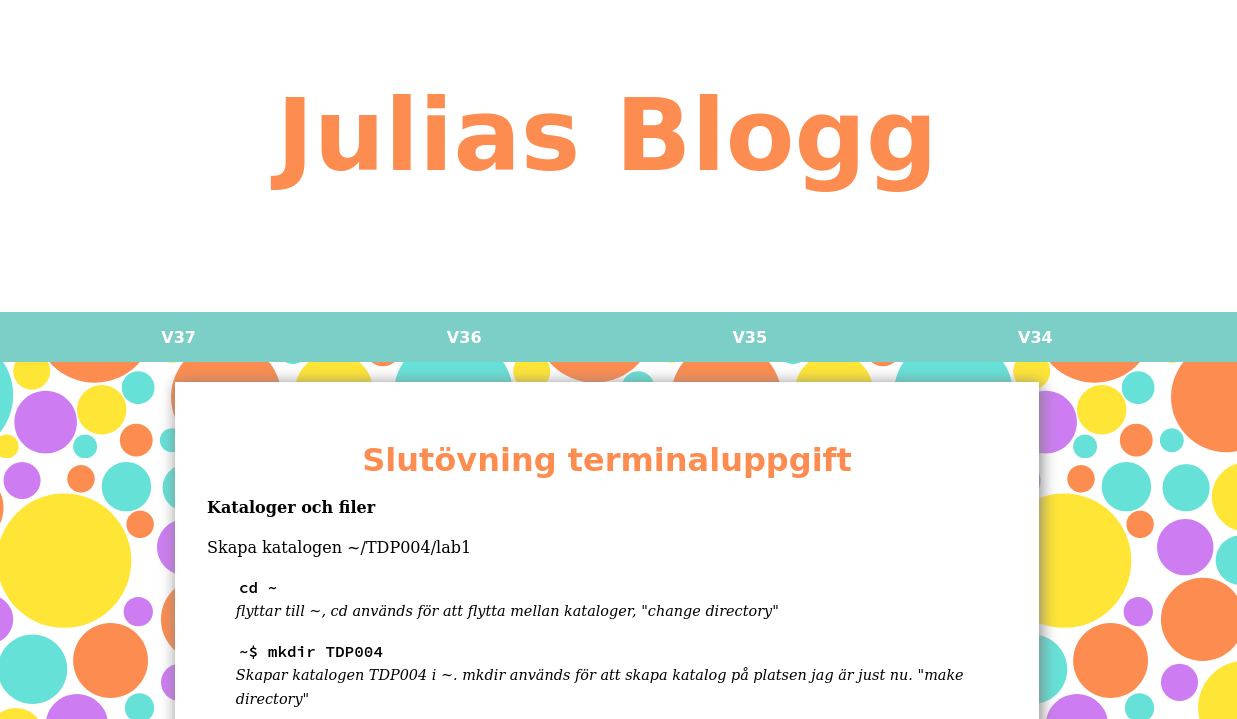 Julias Blogg
V37 V36 V35 V34
Slutövning terminaluppgift
Kataloger och filer
Skapa katalogen ~/TDP004/lab1
cd ~
flyttar till ~, cd används för att flytta mellan kataloger, "change directory"
~$ mkdir TDP004
Skapar katalogen TDP004 i ~. mkdir används för att skapa katalog på platsen jag är just nu. "make
directory"